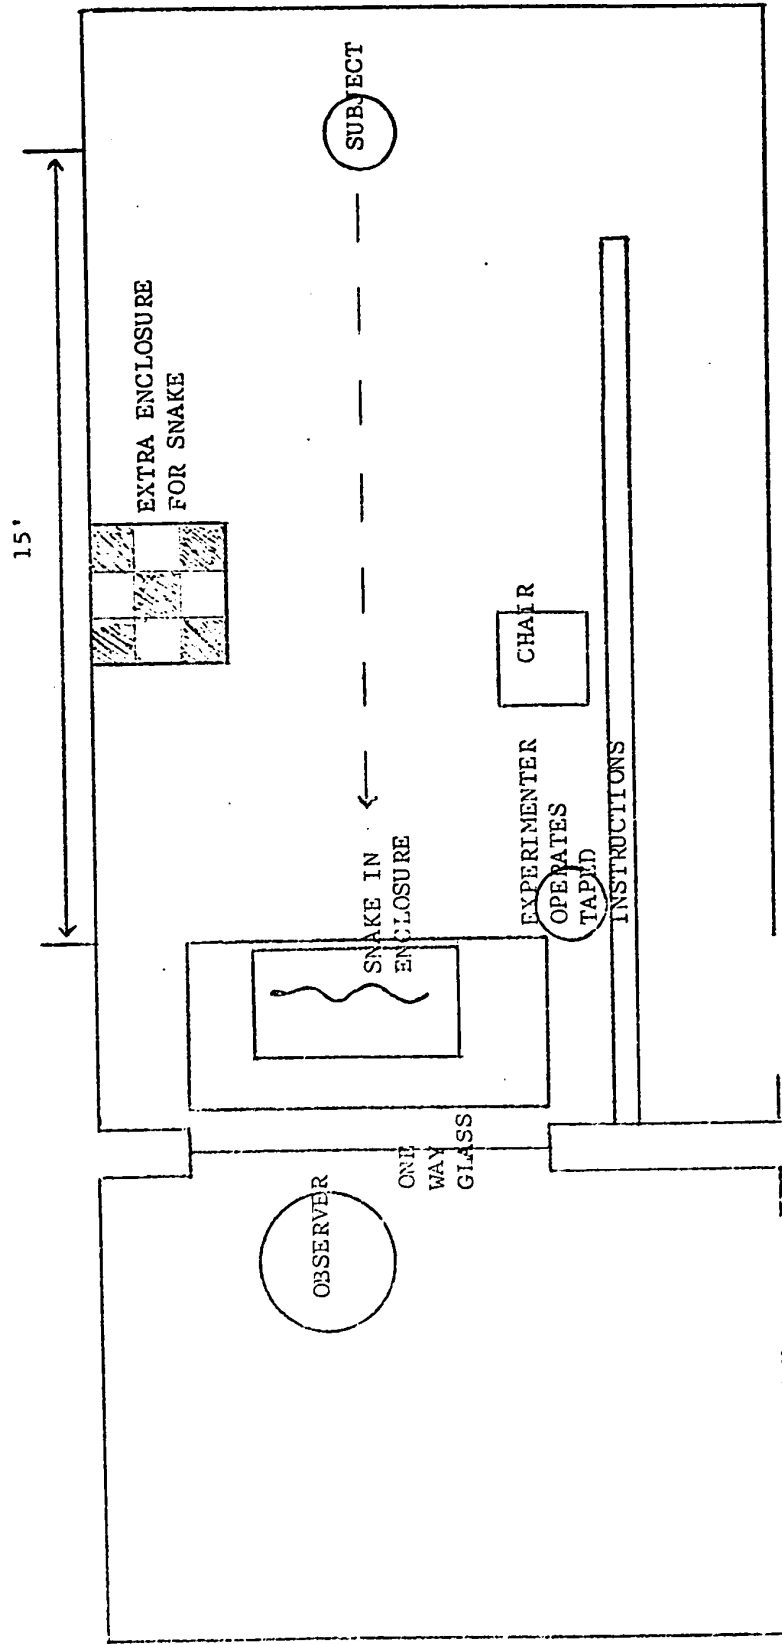 15'
EXTRA ENCLOSURE
FOR SNAKE
SUBJECT
SNAKE IN
ENCLOSURE
CHAIR
EXPERIMENTER
OPERATES
TAPED
INSTRUCTIONS
OBSERVER
ONE
WAY
GLASS